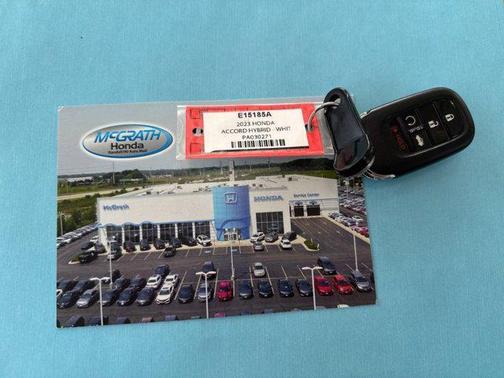 McGRATH
Honda
E15185A
2023 HONDA
ACCORD HYBRID - WHIT
PA030271
McGrath
HONDA
Service Center